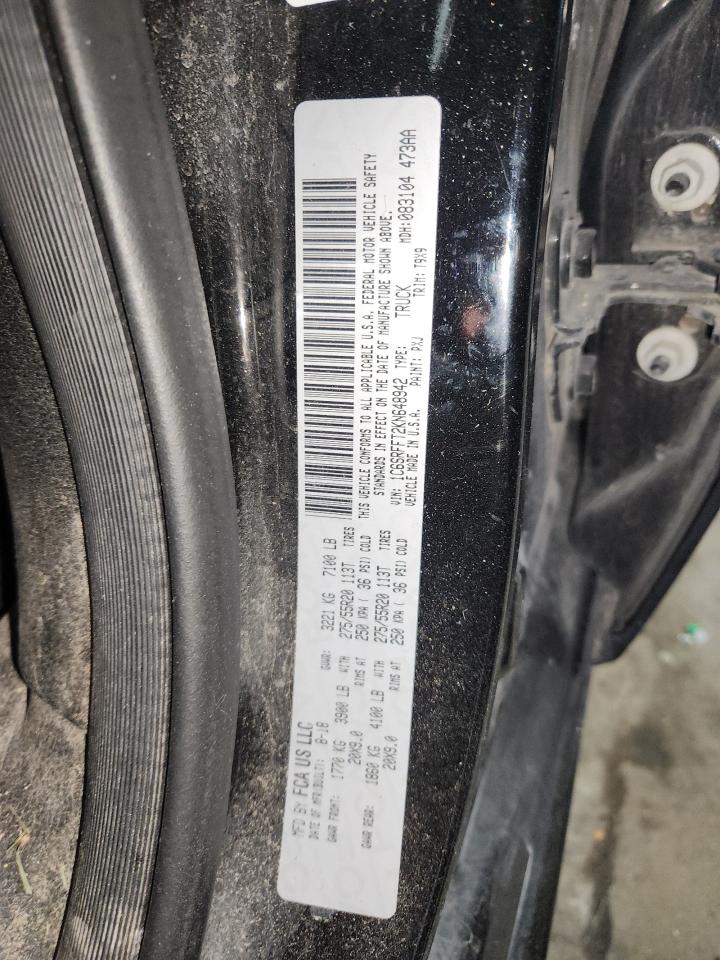 MFD BY FCA US LLC
DATE OF MFR(BUILT): 8-18 GVWR: 3221 KG 7100 LB
GAWR FRONT: 1770 KG 3900 LB WITH 275/55R20 113T TIRES
20X9.0 RIMS AT 250 KPA ( 36 PSI) COLD
GAWR REAR: 1860 KG 4100 LB WITH 275/55R20 113T TIRES
20X9.0 RIMS AT 250 KPA ( 36 PSI) COLD
THIS VEHICLE CONFORMS TO ALL APPLICABLE U.S.A. FEDERAL MOTOR VEHICLE SAFETY
STANDARDS IN EFFECT ON THE DATE OF MANUFACTURE SHOWN ABOVE.
VIN: 1C6SRFFT2KN648942 TYPE: TRUCK MDH:083104 473AA
VEHICLE MADE IN U.S.A. PAINT: PXJ TRIM: T9X9